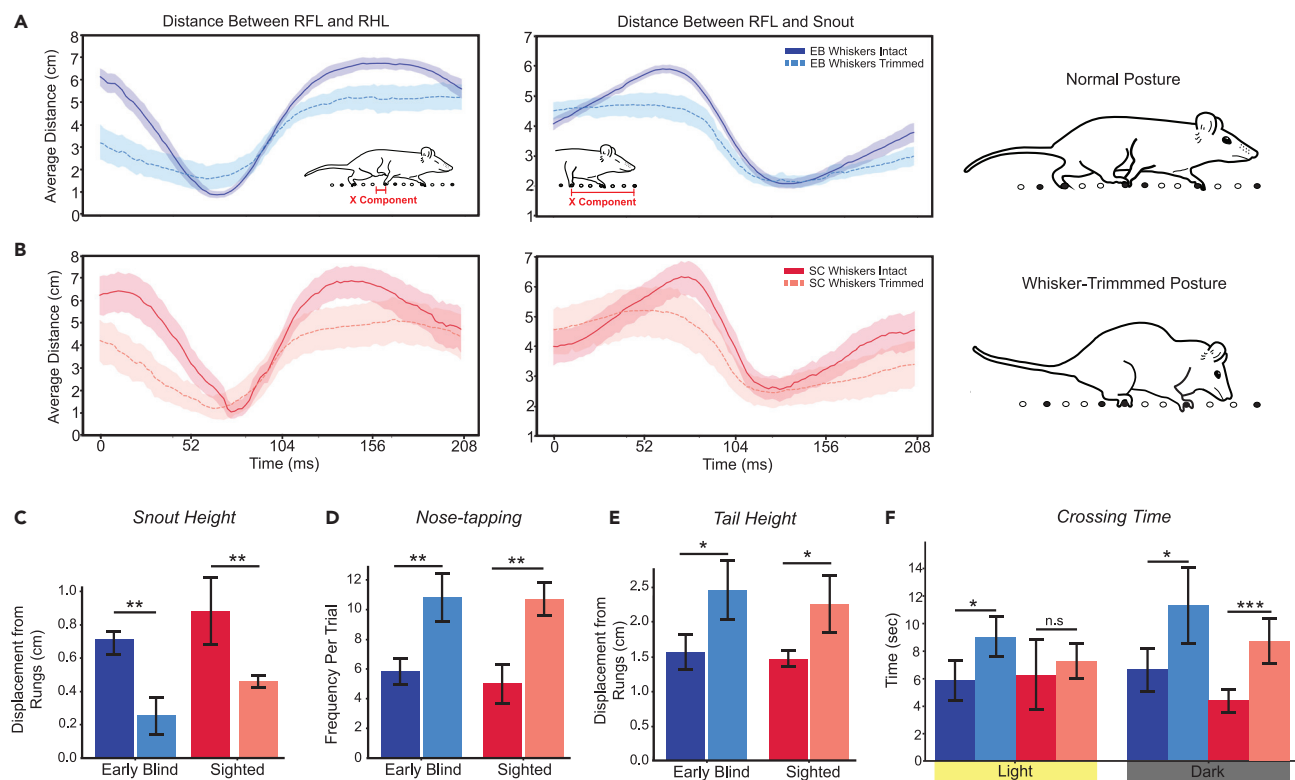 A
Distance Between RFL and RHL
Distance Between RFL and Snout
Average Distance (cm)
8
7
6
5
4
3
2
1
0
X Component
7
6
5
4
3
2
1
EB Whiskers Intact
EB Whiskers Trimmed
X Component
Normal Posture
B
Average Distance (cm)
8
7
6
5
4
3
2
1
0
0 52 104 156 208
Time (ms)
7
6
5
4
3
2
1
SC Whiskers Intact
SC Whiskers Trimmed
0 52 104 156 208
Time (ms)
Whisker-Trimmmed Posture
C
Snout Height
Displacement from
Rungs (cm)
1.0
0.8
0.6
0.4
0.2
0.0
**
**
Early Blind Sighted
D
Nose-tapping
Frequency Per Trial
12
10
8
6
4
2
0
**
**
Early Blind Sighted
E
Tail Height
Displacement from
Rungs (cm)
2.5
2.0
1.5
1.0
.5
0.0
*
*
Early Blind Sighted
F
Crossing Time
Time (sec)
14
12
10
8
6
4
2
0
*
n.s
*
***
Light Dark